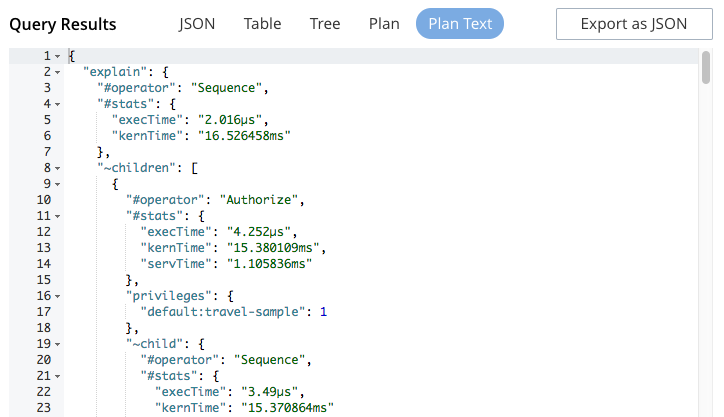 Query Results JSON Table Tree Plan Plan Text Export as JSON
1 {
2 "explain": {
3 "#operator": "Sequence",
4 "#stats": {
5 "execTime": "2.016µs",
6 "kernTime": "16.526458ms"
7 },
8 "~children": [
9 {
10 "#operator": "Authorize",
11 "#stats": {
12 "execTime": "4.252µs",
13 "kernTime": "15.380109ms",
14 "servTime": "1.105836ms"
15 },
16 "privileges": {
17 "default:travel-sample": 1
18 },
19 "~child": {
20 "#operator": "Sequence",
21 "#stats": {
22 "execTime": "3.49µs",
23 "kernTime": "15.370864ms"